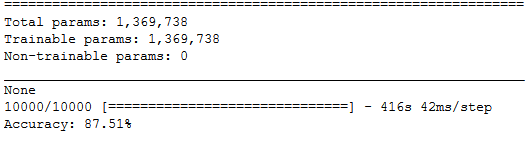 =================================================================
Total params: 1,369,738
Trainable params: 1,369,738
Non-trainable params: 0
_________________________________________________________________
None
10000/10000 [==============================] - 416s 42ms/step
Accuracy: 87.51%